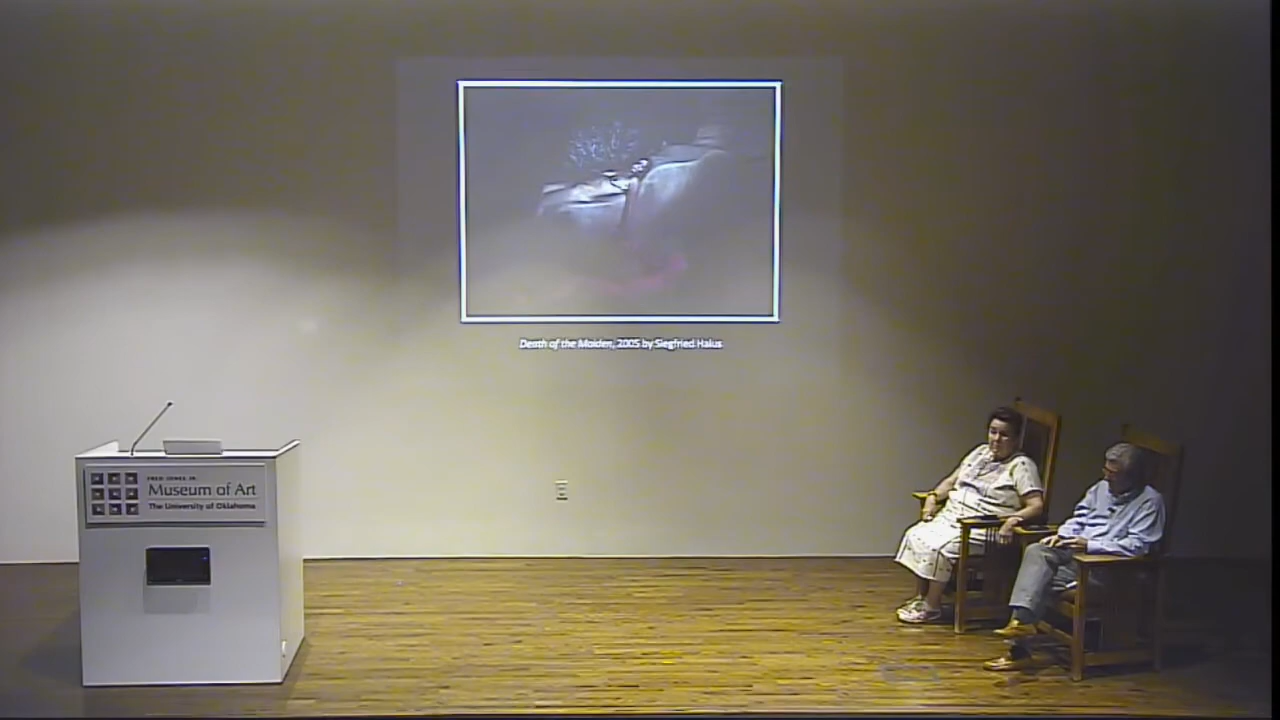 Death of the Maiden, 2005 by Siegfried Halus
FRED JONES JR.
Museum of Art
The University of Oklahoma